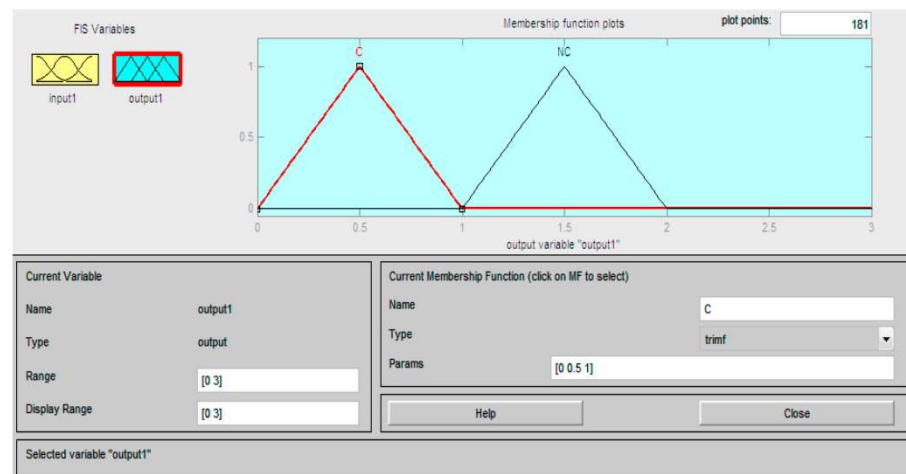 FIS Variables
Membership function plots
plot points:
181
input1
output1
C
NC
1
0.5
0
0
0.5
1
1.5
2
2.5
3
output variable "output1"
Current Variable
Name
output1
Type
output
Range
[0 3]
Display Range
[0 3]
Current Membership Function (click on MF to select)
Name
C
Type
trimf
Params
[0 0.5 1]
Help
Close
Selected variable "output1"